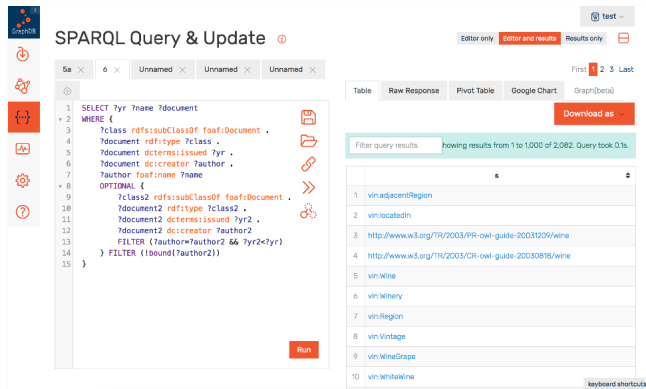 GraphDB
test
SPARQL Query & Update
Editor only Editor and results Results only
5a × 6 × Unnamed × Unnamed × Unnamed ×
First 1 2 3 Last
Table Raw Response Pivot Table Google Chart Graph(beta)
Download as
Filter query results howing results from 1 to 1,000 of 2,082. Query took 0.1s.
1 SELECT ?yr ?name ?document
2 WHERE {
3 ?class rdfs:subClassOf foaf:Document .
4 ?document rdf:type ?class .
5 ?document dcterms:issued ?yr .
6 ?document dc:creator ?author .
7 ?author foaf:name ?name
8 OPTIONAL {
9 ?class2 rdfs:subClassOf foaf:Document .
10 ?document2 rdf:type ?class2 .
11 ?document2 dcterms:issued ?yr2 .
12 ?document2 dc:creator ?author2
13 FILTER (?author=?author2 && ?yr2<?yr)
14 } FILTER (!bound(?author2))
15 }
Run
s
1 vin:adjacentRegion
2 vin:locatedIn
3 http://www.w3.org/TR/2003/PR-owl-guide-20031209/wine
4 http://www.w3.org/TR/2003/CR-owl-guide-20030818/wine
5 vin:Wine
6 vin:Winery
7 vin:Region
8 vin:Vintage
9 vin:WineGrape
10 vin:WhiteWine
keyboard shortcuts